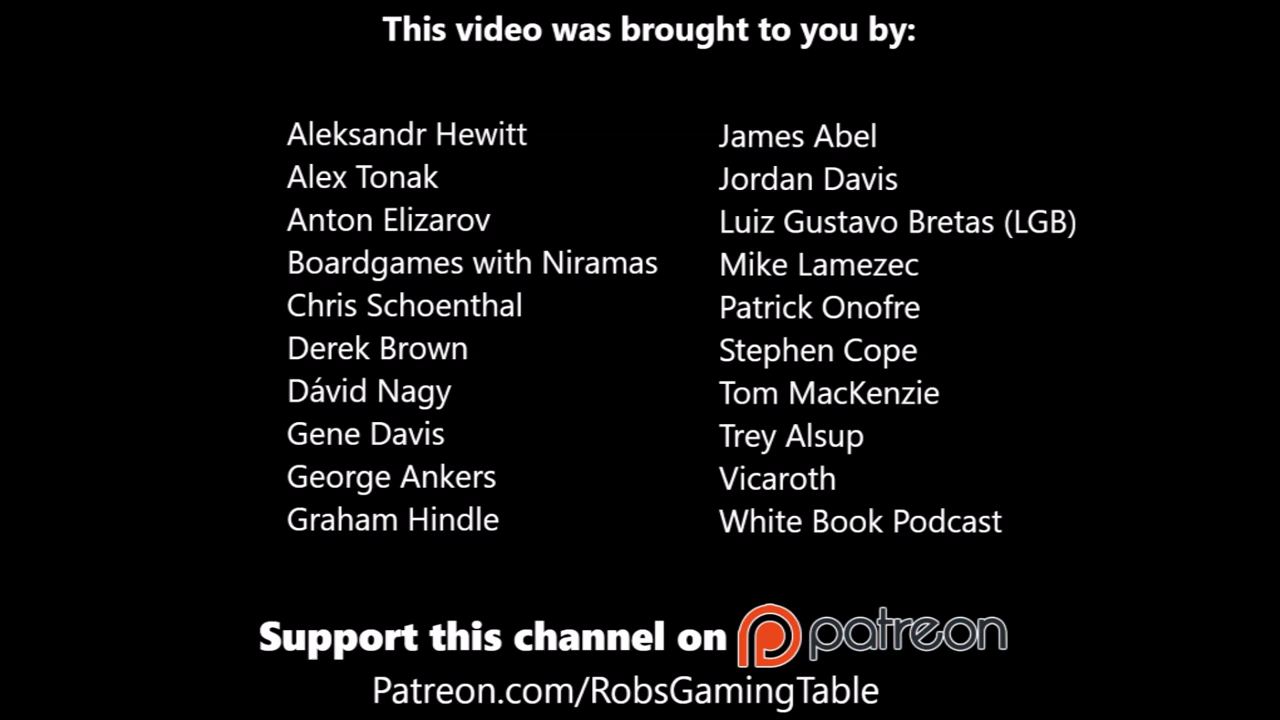 This video was brought to you by:
Aleksandr Hewitt
Alex Tonak
Anton Elizarov
Boardgames with Niramas
Chris Schoenthal
Derek Brown
Dávid Nagy
Gene Davis
George Ankers
Graham Hindle
James Abel
Jordan Davis
Luiz Gustavo Bretas (LGB)
Mike Lamezec
Patrick Onofre
Stephen Cope
Tom MacKenzie
Trey Alsup
Vicaroth
White Book Podcast
Support this channel on patreon
Patreon.com/RobsGamingTable